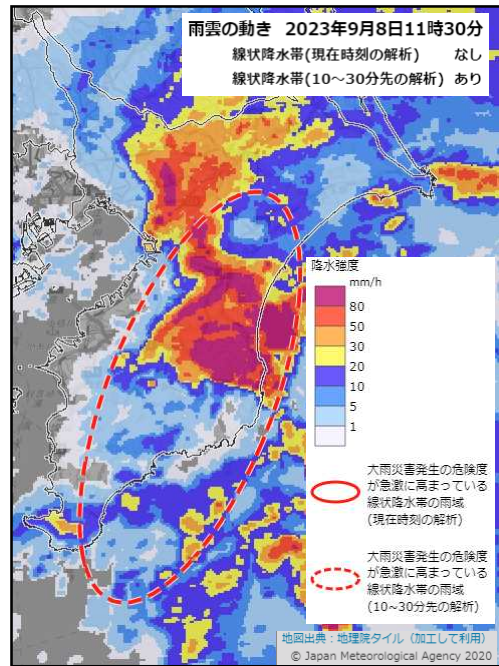 雨雲の動き 2023年9月8日11時30分
線状降水帯(現在時刻の解析) なし
線状降水帯(10～30分先の解析) あり
降水強度
mm/h
80
50
30
20
10
5
1
大雨災害発生の危険度
が急激に高まっている
線状降水帯の雨域
(現在時刻の解析)
大雨災害発生の危険度
が急激に高まっている
線状降水帯の雨域
(10~30分先の解析)
地図出典：地理院タイル（加工して利用）
© Japan Meteorological Agency 2020